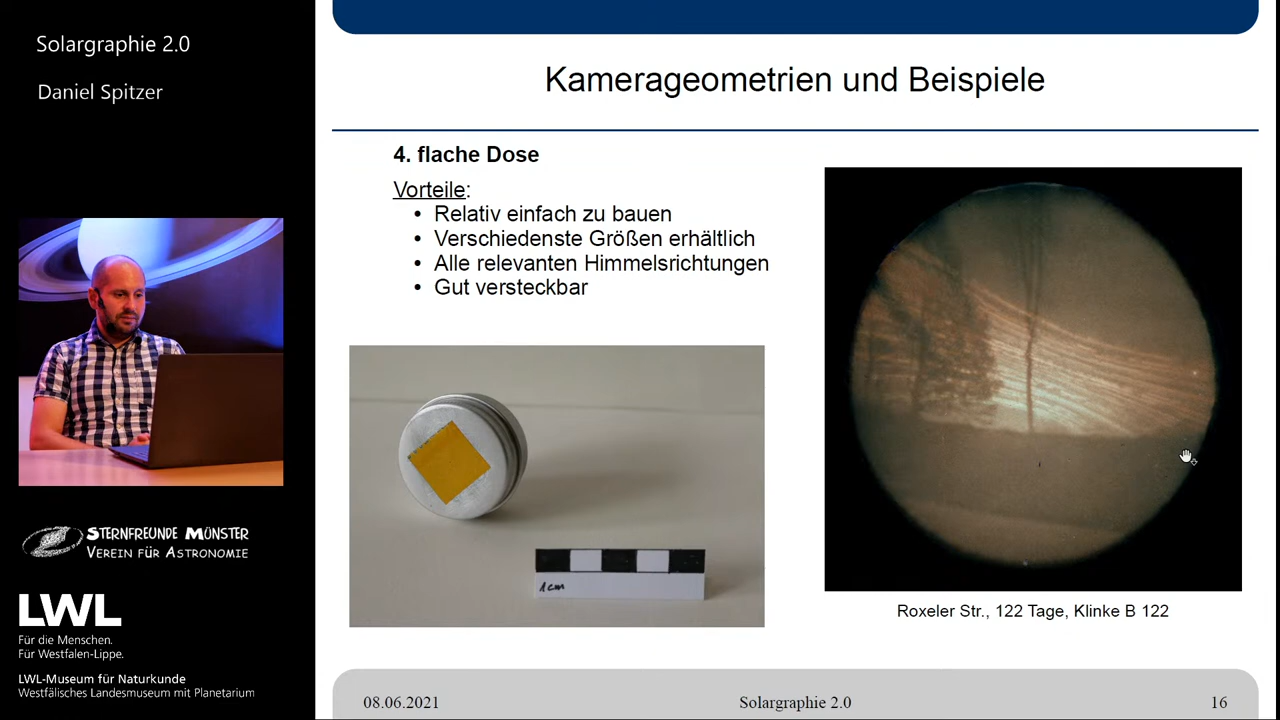 Solargraphie 2.0
Daniel Spitzer
STERNFREUNDE MÜNSTER
VEREIN FÜR ASTRONOMIE
LWL
Für die Menschen.
Für Westfalen-Lippe.
LWL-Museum für Naturkunde
Westfälisches Landesmuseum mit Planetarium
Kamerageometrien und Beispiele
4. flache Dose
Vorteile:
• Relativ einfach zu bauen
• Verschiedenste Größen erhältlich
• Alle relevanten Himmelsrichtungen
• Gut versteckbar
1cm
Roxeler Str., 122 Tage, Klinke B 122
08.06.2021
Solargraphie 2.0
16